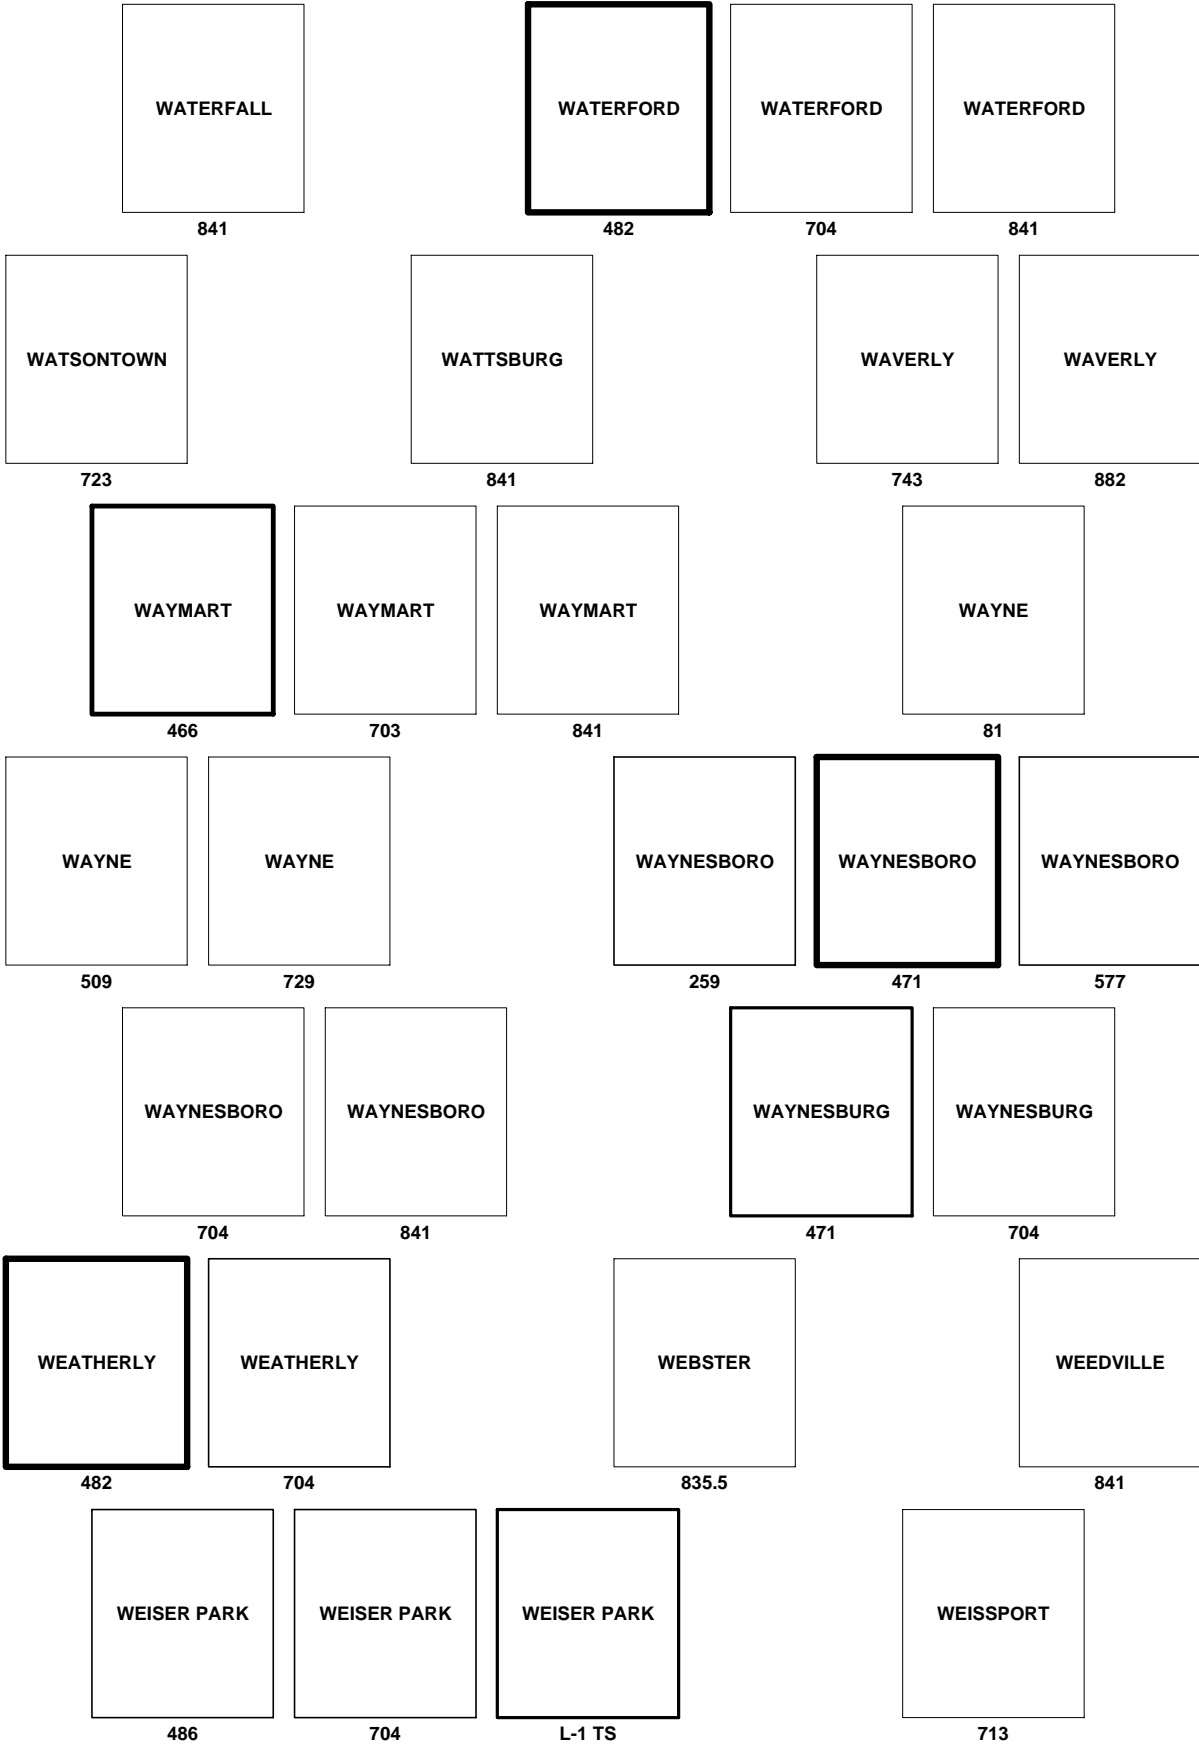 WATERFALL WATERFORD WATERFORD WATERFORD
841 482 704 841
WATSONTOWN WATTSBURG WAVERLY WAVERLY
723 841 743 882
WAYMART WAYMART WAYMART WAYNE
466 703 841 81
WAYNE WAYNE WAYNESBORO WAYNESBORO WAYNESBORO
509 729 259 471 577
WAYNESBORO WAYNESBORO WAYNESBURG WAYNESBURG
704 841 471 704
WEATHERLY WEATHERLY WEBSTER WEEDVILLE
482 704 835.5 841
WEISER PARK WEISER PARK WEISER PARK WEISSPORT
486 704 L-1 TS 713